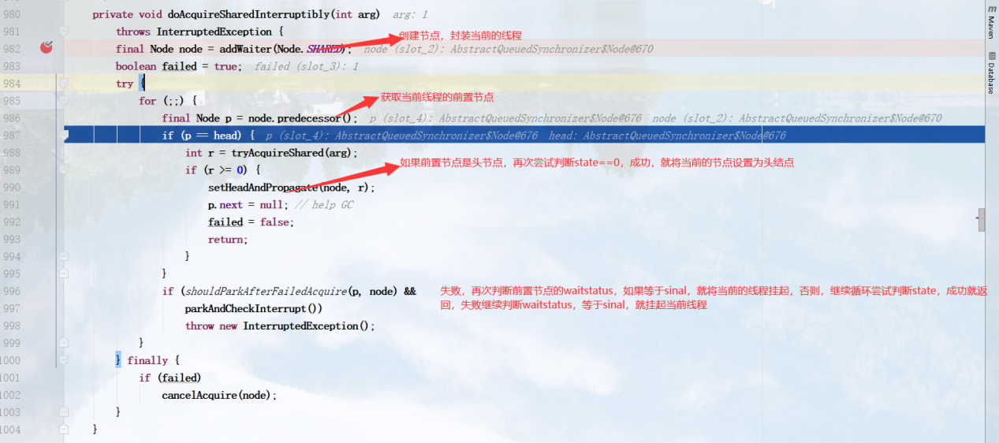 980 private void doAcquireSharedInterruptibly(int arg) arg: 1
981 throws InterruptedException {
创建节点，封装当前的线程
982 final Node node = addWaiter(Node.SHARED); node (slot_2): AbstractQueuedSynchronizer$Node@670
983 boolean failed = true; failed (slot_3): 1
984 try {
985 for (;;) {
获取当前线程的前置节点
986 final Node p = node.predecessor(); p (slot_4): AbstractQueuedSynchronizer$Node@676 node (slot_2): AbstractQueuedSynchronizer$Node@670
987 if (p == head) { p (slot_4): AbstractQueuedSynchronizer$Node@676 head: AbstractQueuedSynchronizer$Node@676
988 int r = tryAcquireShared(arg);
如果前置节点是头节点，再次尝试判断state==0，成功，就将当前的节点设置为头结点
989 if (r >= 0) {
990 setHeadAndPropagate(node, r);
991 p.next = null; // help GC
992 failed = false;
993 return;
994 }
995 }
996 if (shouldParkAfterFailedAcquire(p, node) &&
失败，再次判断前置节点的waitstatus，如果等于sinal，就将当前的线程挂起，否则，继续循环尝试判断state，成功就返
997 parkAndCheckInterrupt())
回，失败继续判断waitstatus，等于sinal，就挂起当前线程
998 throw new InterruptedException();
999 }
1000 } finally {
1001 if (failed)
1002 cancelAcquire(node);
1003 }
1004 }
m
Maven
Database